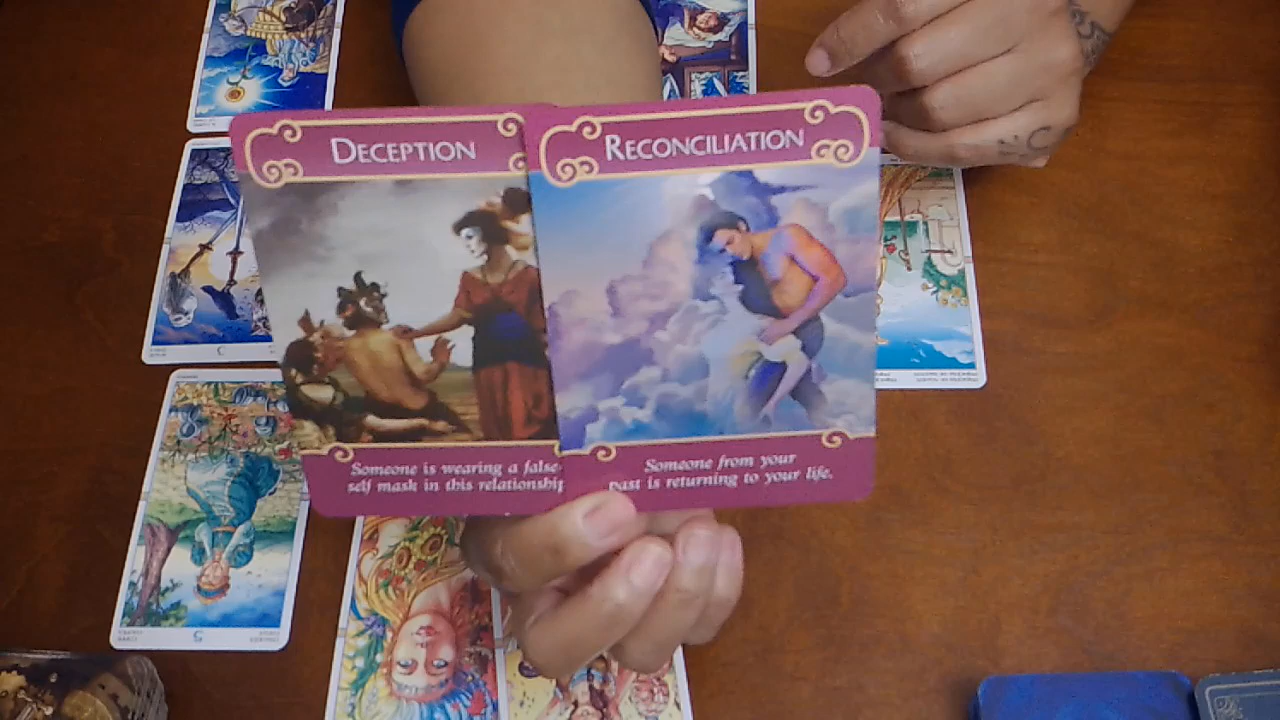 DECEPTION
Someone is wearing a false-
self mask in this relationship
RECONCILIATION
Someone from your
past is returning to your life.